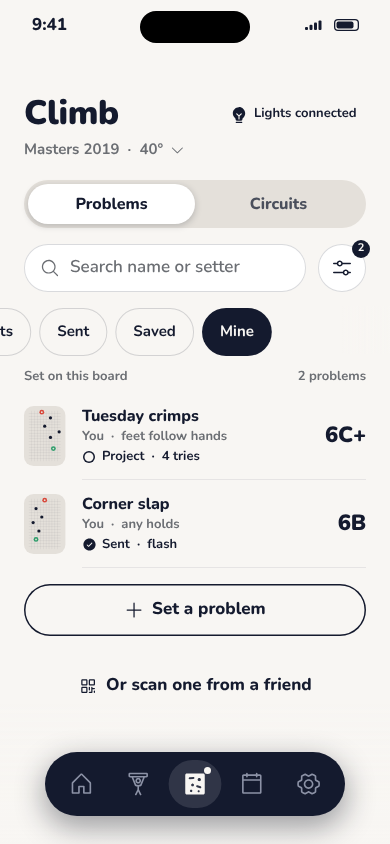 9:41
Climb
Lights connected
Masters 2019 · 40°
Problems
Circuits
Search name or setter
2
ts
Sent
Saved
Mine
Set on this board
2 problems
Tuesday crimps
You · feet follow hands
Project · 4 tries
6C+
Corner slap
You · any holds
Sent · flash
6B
Set a problem
Or scan one from a friend